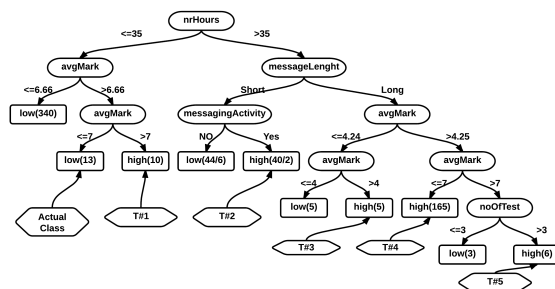 nrHours
<=35
>35
avgMark
messageLenght
<=6.66
>6.66
Short
Long
low(340)
avgMark
messagingActivity
avgMark
<=7
>7
NO
Yes
<=4.24
>4.25
low(13)
high(10)
low(44/6)
high(40/2)
avgMark
avgMark
<=4
>4
<=7
>7
Actual
Class
T#1
T#2
low(5)
high(5)
high(165)
noOfTest
T#3
T#4
<=3
>3
low(3)
high(6)
T#5